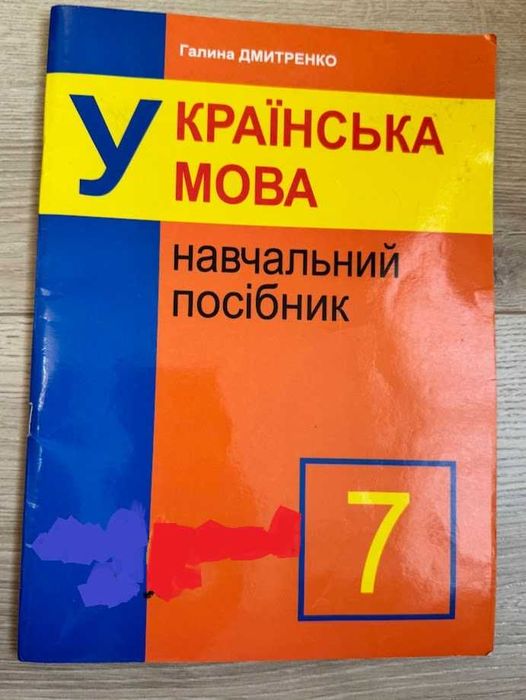 Галина ДМИТРЕНКО
УКРАЇНСЬКА
МОВА
навчальний
посібник
7